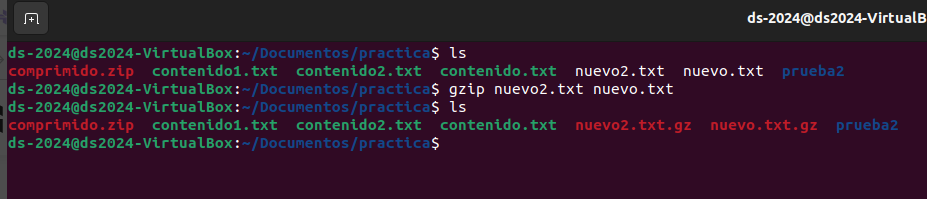 ds-2024@ds2024-VirtualB
ds-2024@ds2024-VirtualBox:~/Documentos/practica$ ls
comprimido.zip contenido1.txt contenido2.txt contenido.txt nuevo2.txt nuevo.txt prueba2
ds-2024@ds2024-VirtualBox:~/Documentos/practica$ gzip nuevo2.txt nuevo.txt
ds-2024@ds2024-VirtualBox:~/Documentos/practica$ ls
comprimido.zip contenido1.txt contenido2.txt contenido.txt nuevo2.txt.gz nuevo.txt.gz prueba2
ds-2024@ds2024-VirtualBox:~/Documentos/practica$